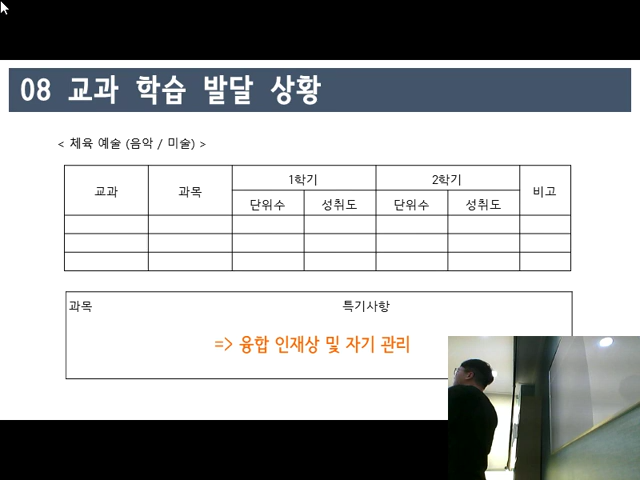 08 교과 학습 발달 상황
< 체육 예술 (음악 / 미술) >
교과 과목 1학기 2학기 비고
단위수 성취도 단위수 성취도
과목 특기사항
=> 융합 인재상 및 자기 관리